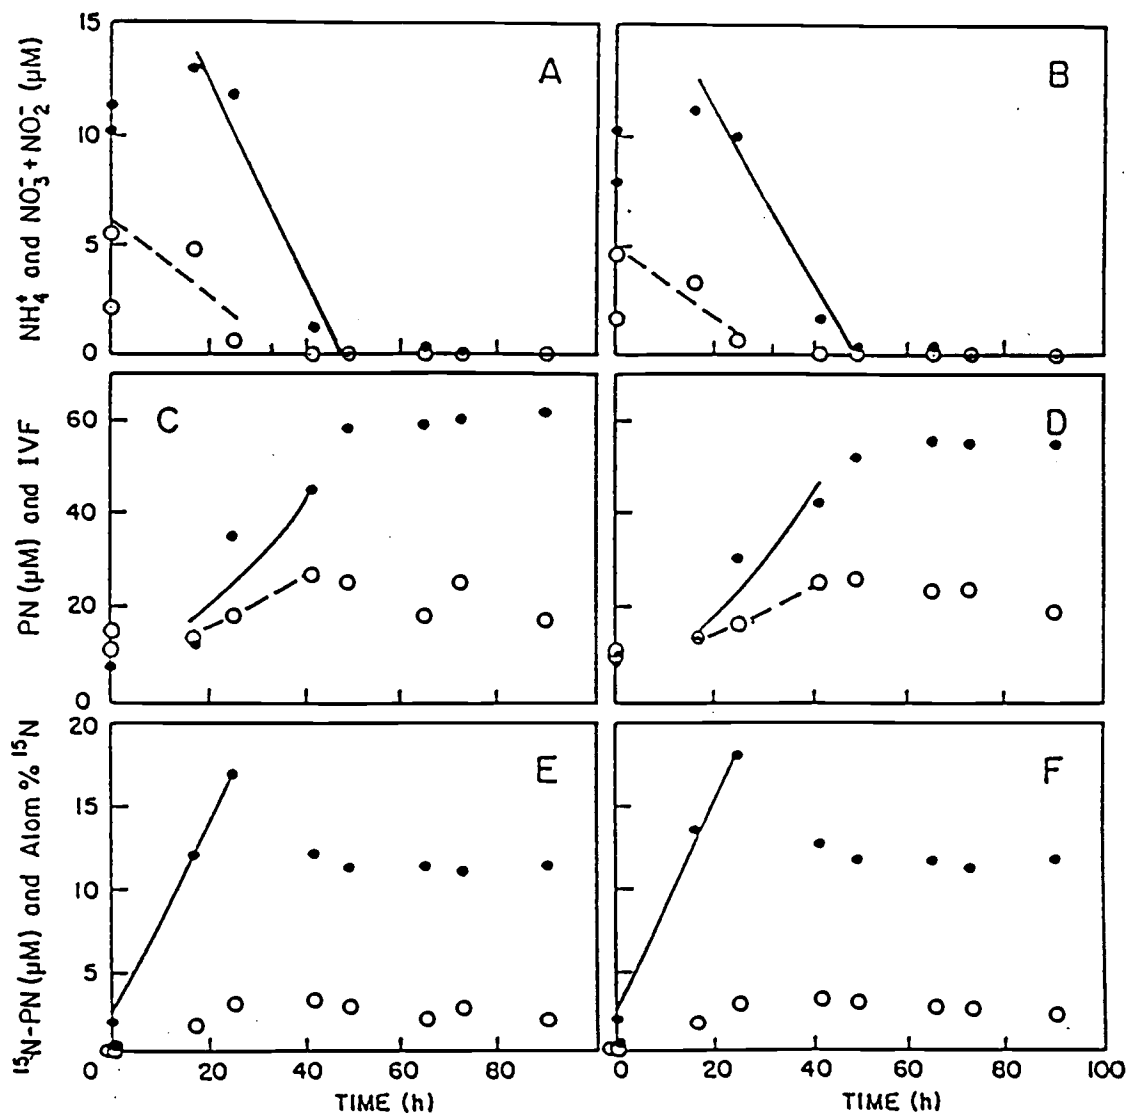 NH₄⁺ and NO₃⁻ + NO₂⁻ (μM)
15
10
5
0
A
B
PN (μM) and IVF
60
40
20
0
C
D
¹⁵N-PN (μM) and Atom % ¹⁵N
20
15
10
5
0
E
F
0 20 40 60 80
0 20 40 60 80 100
TIME (h)
TIME (h)